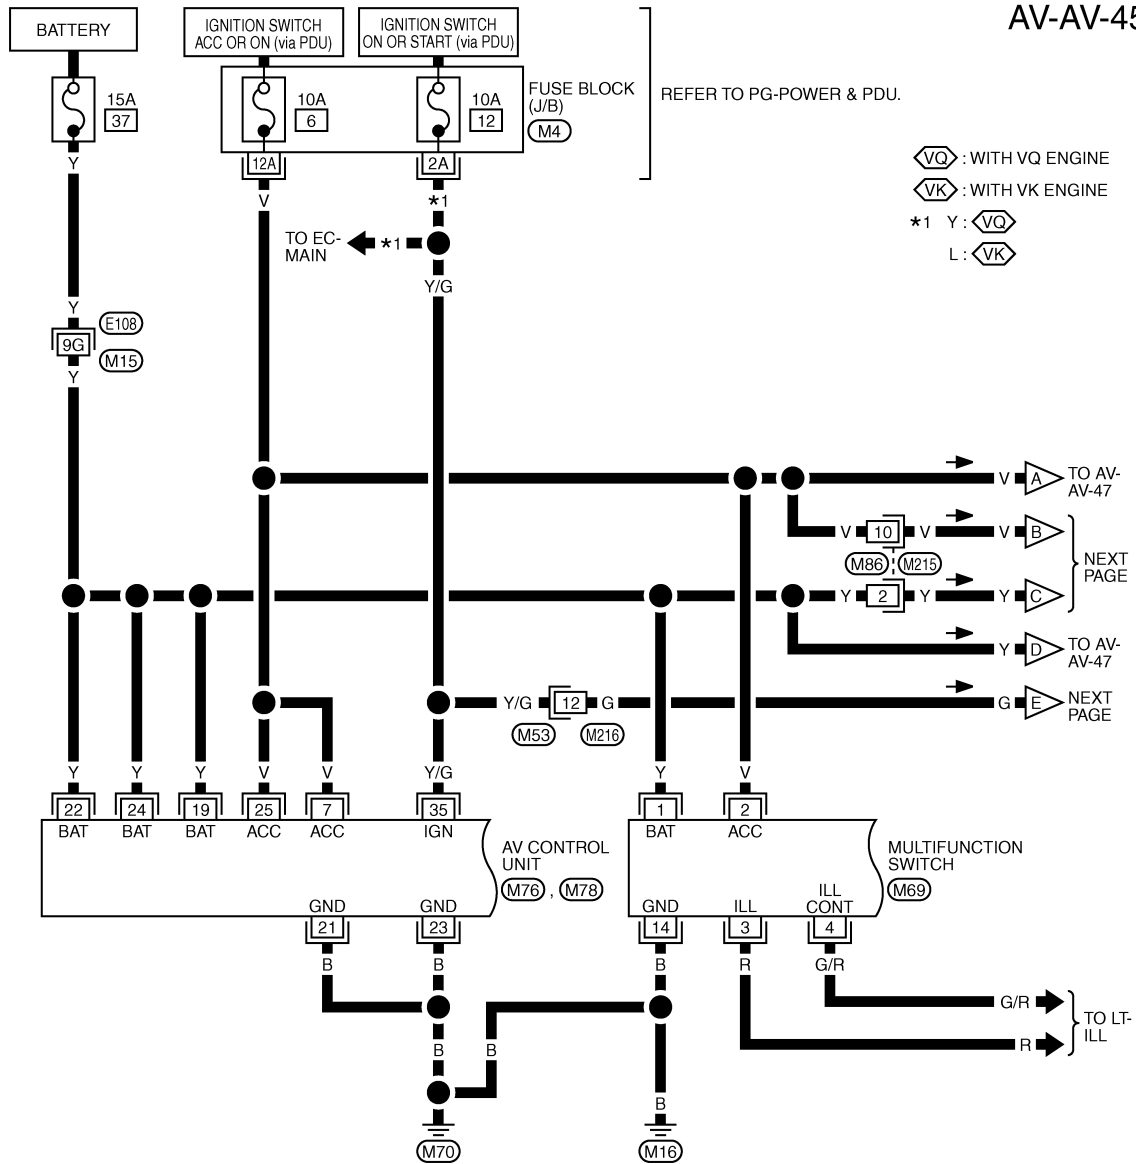 AV-AV-45
BATTERY
IGNITION SWITCH
ACC OR ON (via PDU)
IGNITION SWITCH
ON OR START (via PDU)
15A
37
10A
6
10A
12
FUSE BLOCK
(J/B)
M4
REFER TO PG-POWER & PDU.
12A
2A
Y
V
*1
VQ : WITH VQ ENGINE
VK : WITH VK ENGINE
*1 Y : VQ
L : VK
TO EC-
MAIN
*1
Y/G
Y
E108
9G
M15
Y
V
A
TO AV-
AV-47
V
10
V
V
B
M86
M215
NEXT
PAGE
Y
2
Y
Y
C
Y
D
TO AV-
AV-47
Y/G
12
G
G
E
NEXT
PAGE
M53
M216
Y
Y
Y
V
V
Y/G
Y
V
22
24
19
25
7
35
1
2
BAT
BAT
BAT
ACC
ACC
IGN
BAT
ACC
AV CONTROL
UNIT
M76 , M78
MULTIFUNCTION
SWITCH
M69
GND
GND
GND
ILL
ILL
CONT
21
23
14
3
4
B
B
B
R
G/R
G/R
TO LT-
ILL
R
B
B
B
M70
M16